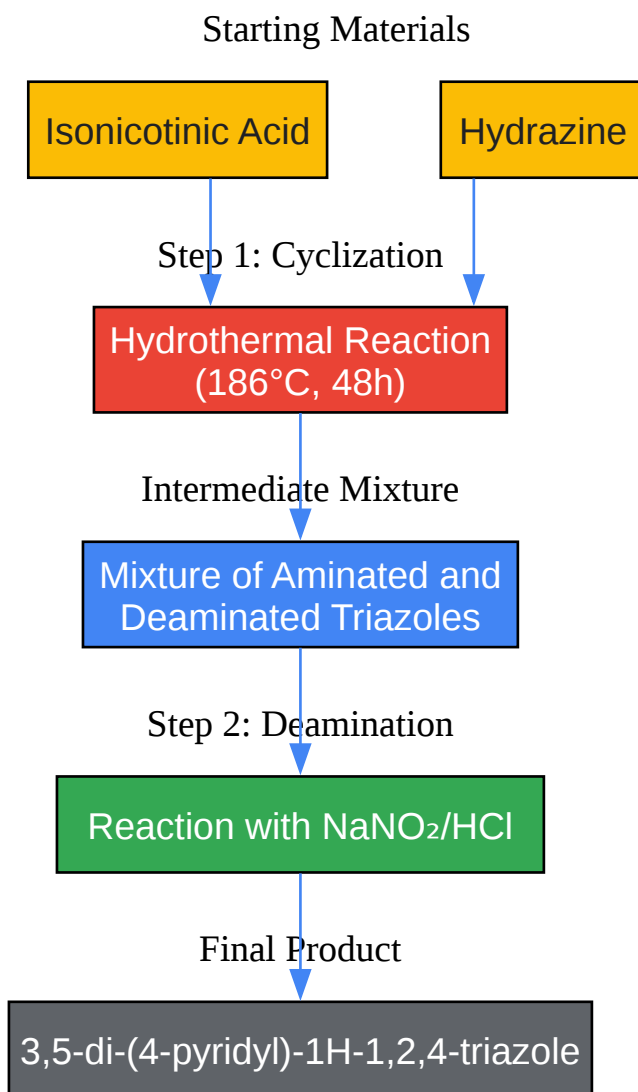 Starting Materials
Isonicotinic Acid
Hydrazine
Step 1: Cyclization
Hydrothermal Reaction
(186°C, 48h)
Intermediate Mixture
Mixture of Aminated and
Deaminated Triazoles
Step 2: Deamination
Reaction with NaNO₂/HCl
Final Product
3,5-di-(4-pyridyl)-1H-1,2,4-triazole